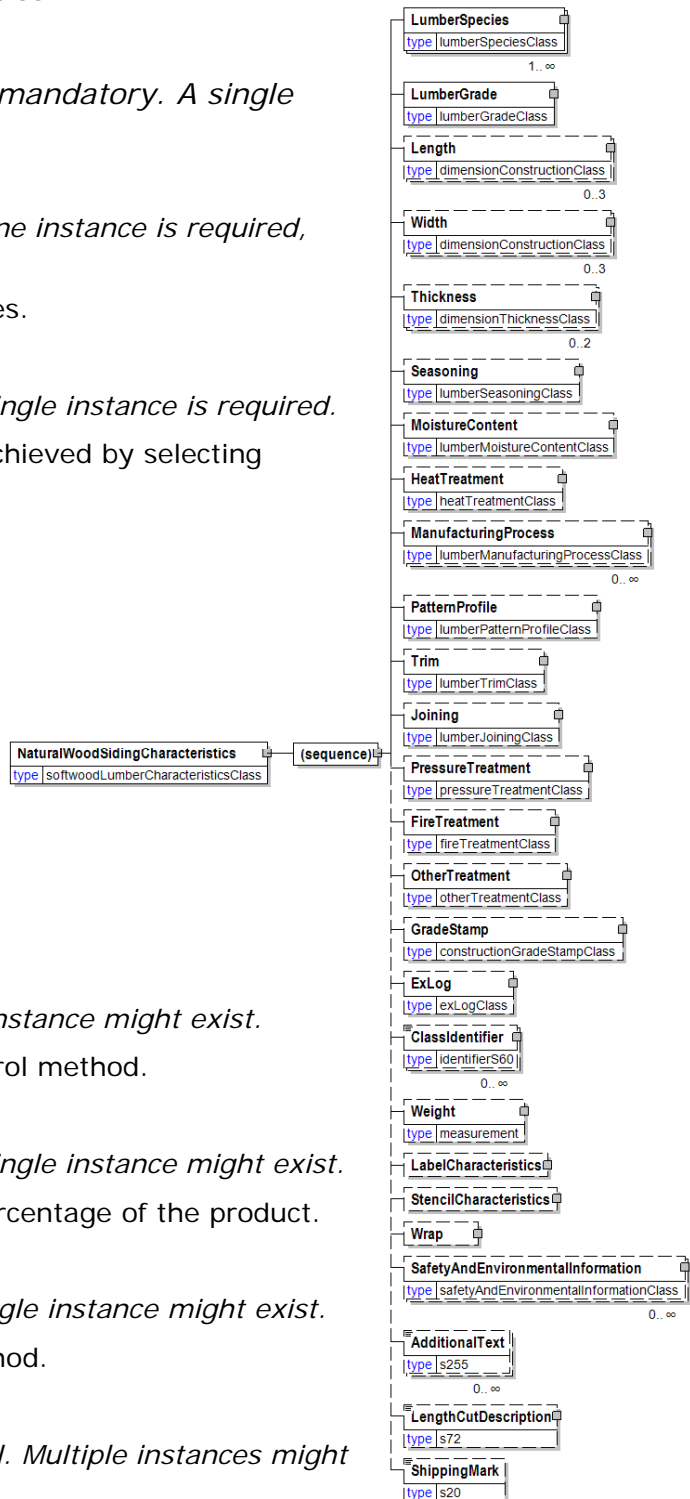 mandatory. A single
ne instance is required,
es.
ingle instance is required.
chieved by selecting
nstance might exist.
rol method.
ingle instance might exist.
rcentage of the product.
gle instance might exist.
hod.
l. Multiple instances might
NaturalWoodSidingCharacteristics
type softwoodLumberCharacteristicsClass
(sequence)
LumberSpecies
type lumberSpeciesClass
1.. ∞
LumberGrade
type lumberGradeClass
Length
type dimensionConstructionClass
0..3
Width
type dimensionConstructionClass
0..3
Thickness
type dimensionThicknessClass
0..2
Seasoning
type lumberSeasoningClass
MoistureContent
type lumberMoistureContentClass
HeatTreatment
type heatTreatmentClass
ManufacturingProcess
type lumberManufacturingProcessClass
0.. ∞
PatternProfile
type lumberPatternProfileClass
Trim
type lumberTrimClass
Joining
type lumberJoiningClass
PressureTreatment
type pressureTreatmentClass
FireTreatment
type fireTreatmentClass
OtherTreatment
type otherTreatmentClass
GradeStamp
type constructionGradeStampClass
ExLog
type exLogClass
ClassIdentifier
type identifierS60
0.. ∞
Weight
type measurement
LabelCharacteristics
StencilCharacteristics
Wrap
SafetyAndEnvironmentalInformation
type safetyAndEnvironmentalInformationClass
0.. ∞
AdditionalText
type s255
0.. ∞
LengthCutDescription
type s72
ShippingMark
type s20